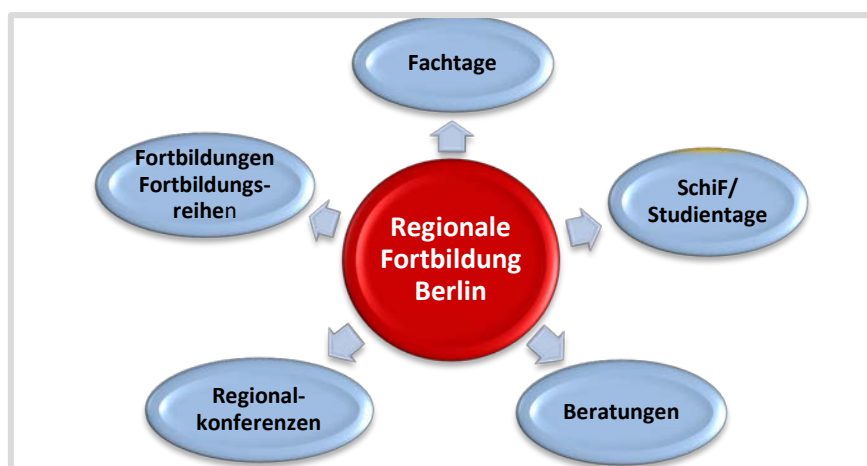 Fachtage
Fortbildungen
Fortbildungs-
reihen
SchiF/
Studientage
Regionale
Fortbildung
Berlin
Regional-
konferenzen
Beratungen